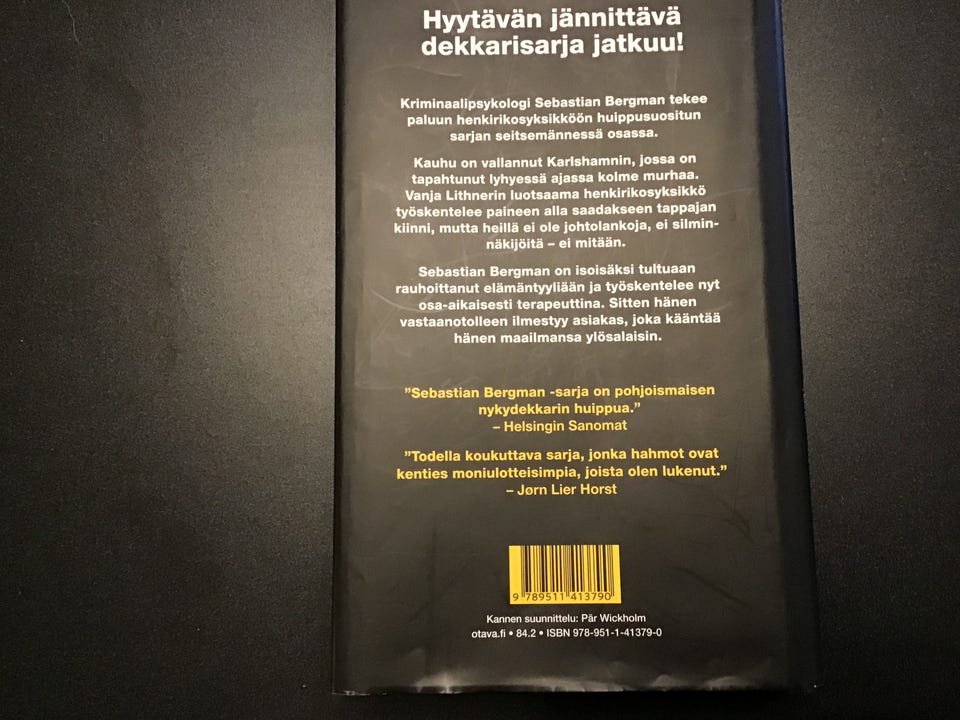 Hyytävän jännittävä
dekkarisarja jatkuu!
Kriminaalipsykologi Sebastian Bergman tekee
paluun henkirikosyksikköön huippusuositun
sarjan seitsemännessä osassa.
Kauhu on vallannut Karlshamnin, jossa on
tapahtunut lyhyessä ajassa kolme murhaa.
Vanja Lithnerin luotsaama henkirikosyksikkö
työskentelee paineen alla saadakseen tappajan
kiinni, mutta heillä ei ole johtolankoja, ei silmin-
näkijöitä – ei mitään.
Sebastian Bergman on isoisäksi tultuaan
rauhoittanut elämäntyyliään ja työskentelee nyt
osa-aikaisesti terapeuttina. Sitten hänen
vastaanotolleen ilmestyy asiakas, joka kääntää
hänen maailmansa ylösalaisin.
”Sebastian Bergman -sarja on pohjoismaisen
nykydekkarin huippua.”
– Helsingin Sanomat
”Todella koukuttava sarja, jonka hahmot ovat
kenties moniulotteisimpia, joista olen lukenut.”
– Jørn Lier Horst
9 789511 413790
Kannen suunnittelu: Pär Wickholm
otava.fi • 84.2 • ISBN 978-951-1-41379-0